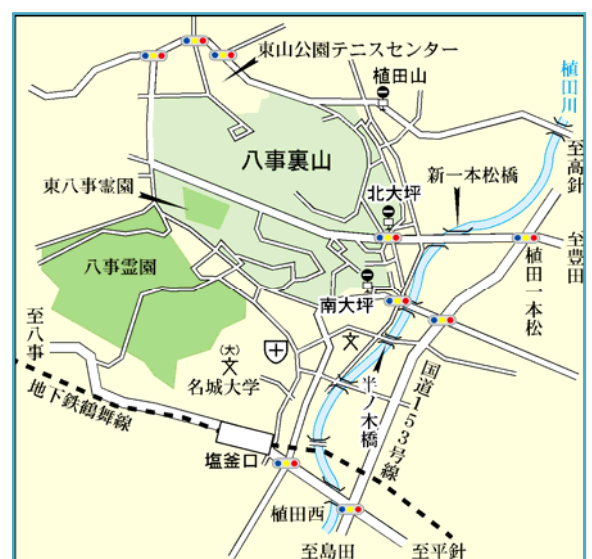 東山公園テニスセンター
植田山
植田川
至高針
八事裏山
新一本松橋
東八事霊園
北大坪
至豊田
植田一本松
八事霊園
南大坪
至八事
(大)
文
名城大学
文
半ノ木橋
国道153号線
地下鉄鶴舞線
塩釜口
植田西
至島田
至平針